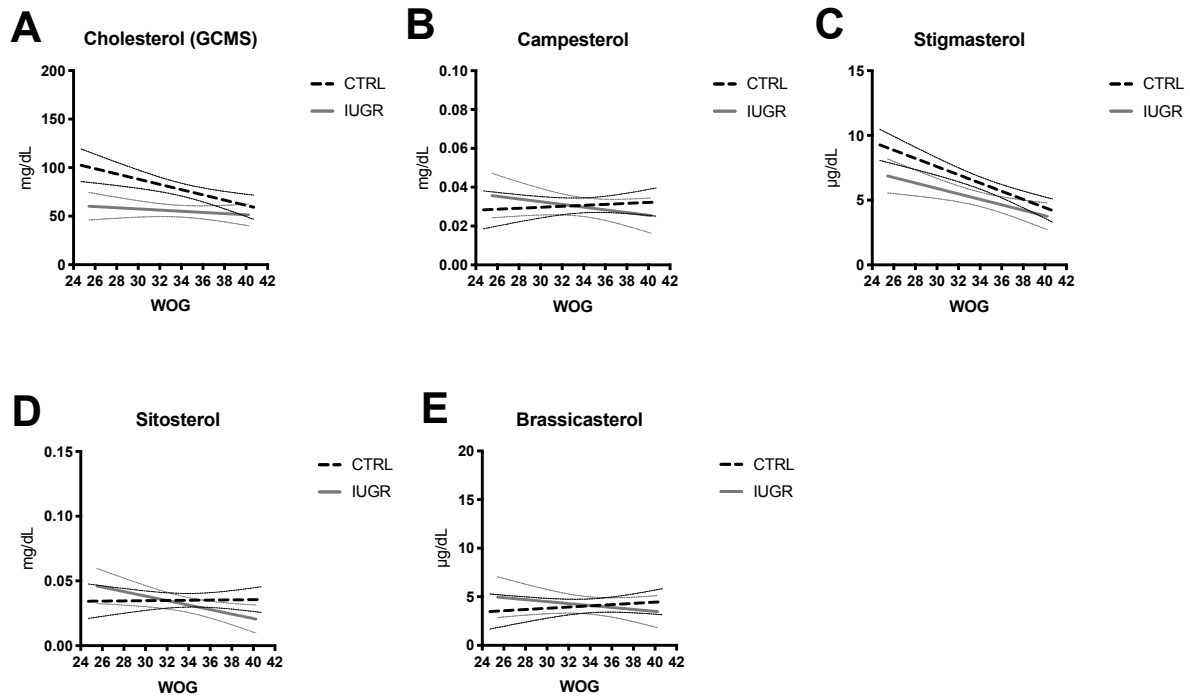 A
Cholesterol (GCMS)
200
150
100
50
0
mg/dL
24 26 28 30 32 34 36 38 40 42
WOG
CTRL
IUGR
B
Campesterol
0.10
0.08
0.06
0.04
0.02
0.00
mg/dL
24 26 28 30 32 34 36 38 40 42
WOG
CTRL
IUGR
C
Stigmasterol
15
10
5
0
µg/dL
24 26 28 30 32 34 36 38 40 42
WOG
CTRL
IUGR
D
Sitosterol
0.15
0.10
0.05
0.00
mg/dL
24 26 28 30 32 34 36 38 40 42
WOG
CTRL
IUGR
E
Brassicasterol
20
15
10
5
0
µg/dL
24 26 28 30 32 34 36 38 40 42
WOG
CTRL
IUGR